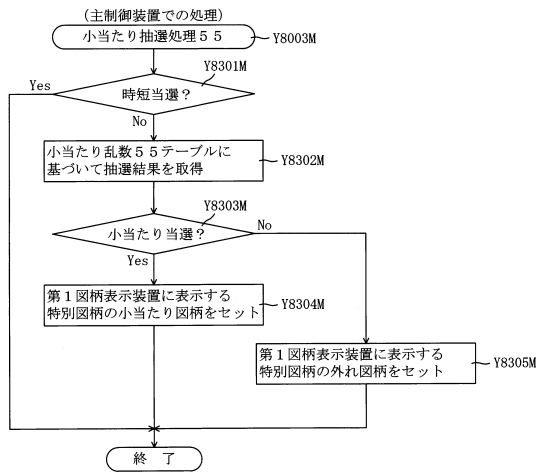 (主制御装置での処理)
小当たり抽選処理55
Y8003M
Y8301M
Yes
時短当選?
No
小当たり乱数55テーブルに
基づいて抽選結果を取得
Y8302M
Y8303M
小当たり当選?
No
Yes
第1図柄表示装置に表示する
特別図柄の小当たり図柄をセット
Y8304M
第1図柄表示装置に表示する
特別図柄の外れ図柄をセット
Y8305M
終了